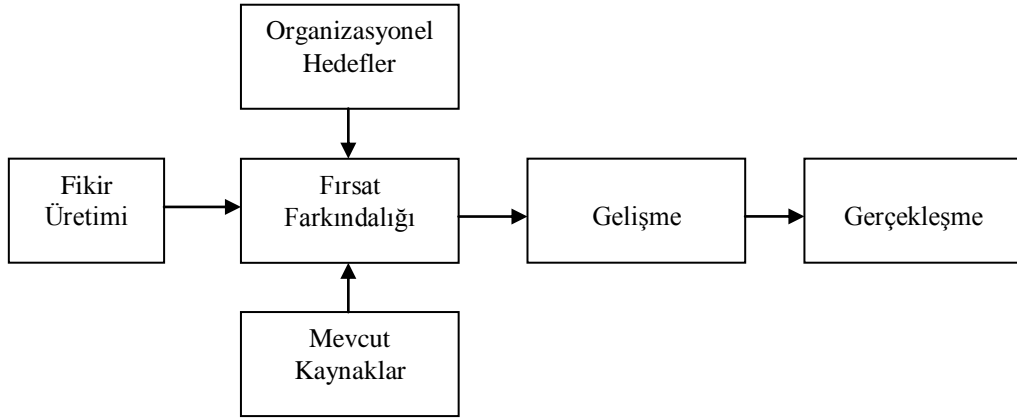 Organizasyonel
Hedefler
Fikir
Üretimi
Fırsat
Farkındalığı
Gelişme
Gerçekleşme
Mevcut
Kaynaklar